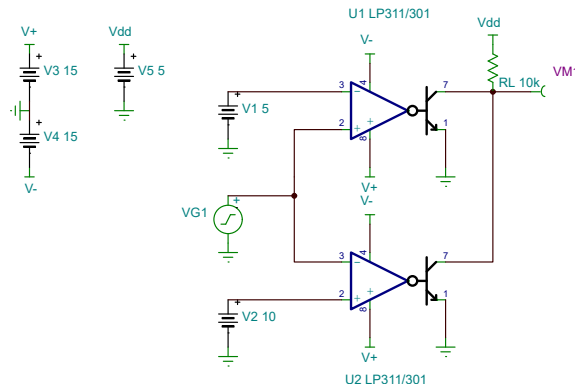 U1 LP311/301
V+
Vdd
V-
Vdd
V3 15
V5 5
RL 10k
VM1
3
4
7
V1 5
2
8
1
V4 15
V+
V-
V-
VG1
3
4
7
2
8
1
V2 10
V+
U2 LP311/301